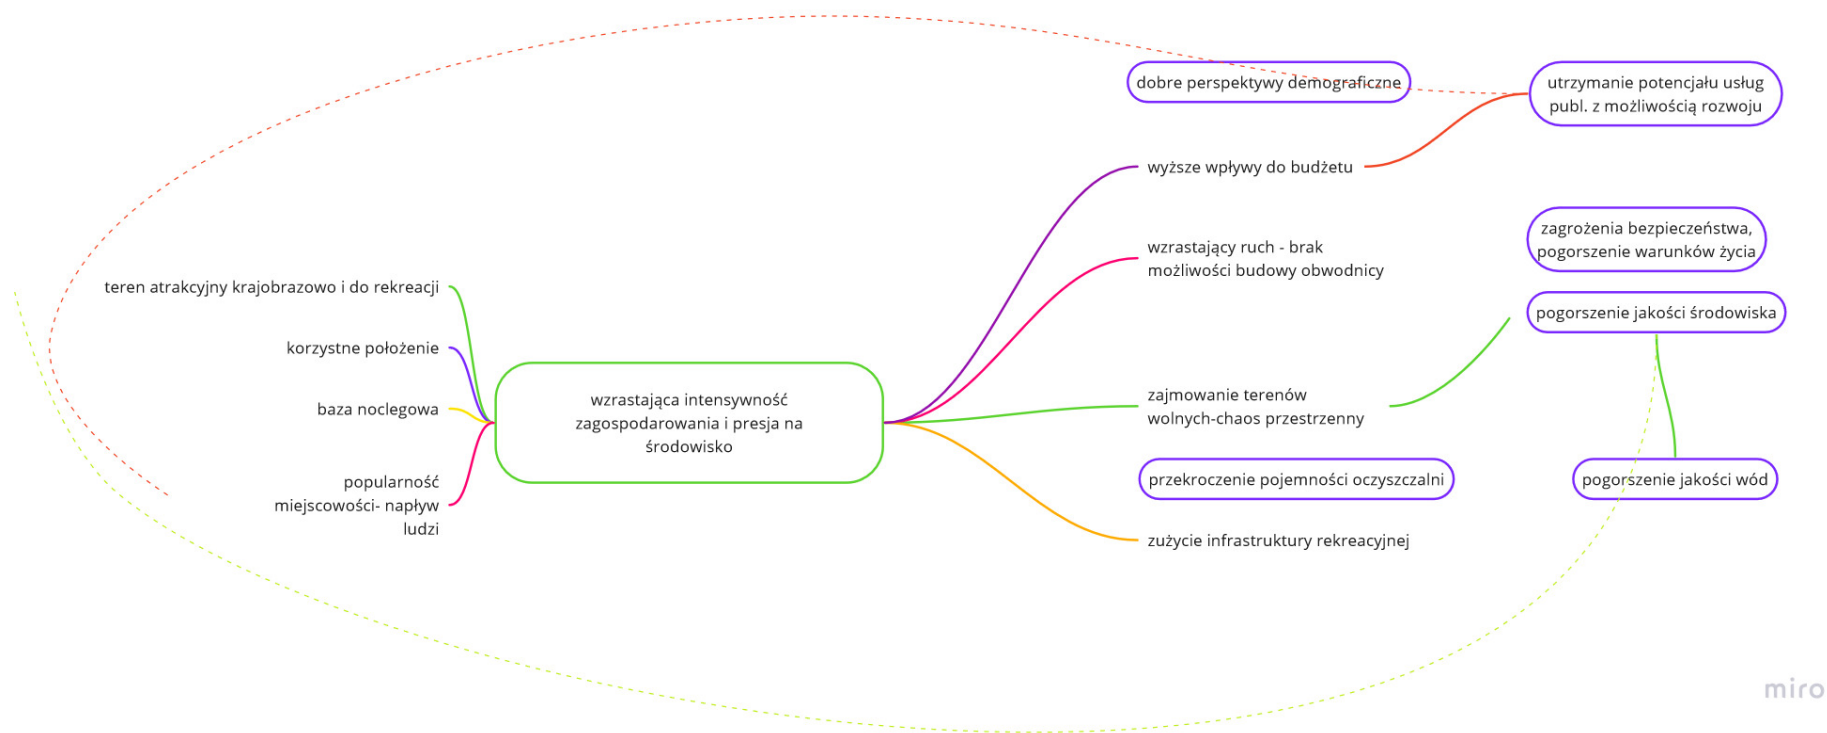 dobre perspektywy demograficzne
utrzymanie potencjału usług
publ. z możliwością rozwoju
wyższe wpływy do budżetu
zagrożenia bezpieczeństwa,
pogorszenie warunków życia
wzrastający ruch - brak
możliwości budowy obwodnicy
teren atrakcyjny krajobrazowo i do rekreacji
pogorszenie jakości środowiska
korzystne położenie
baza noclegowa
wzrastająca intensywność
zagospodarowania i presja na
środowisko
zajmowanie terenów
wolnych-chaos przestrzenny
popularność
miejscowości- napływ
ludzi
przekroczenie pojemności oczyszczalni
pogorszenie jakości wód
zużycie infrastruktury rekreacyjnej
miro